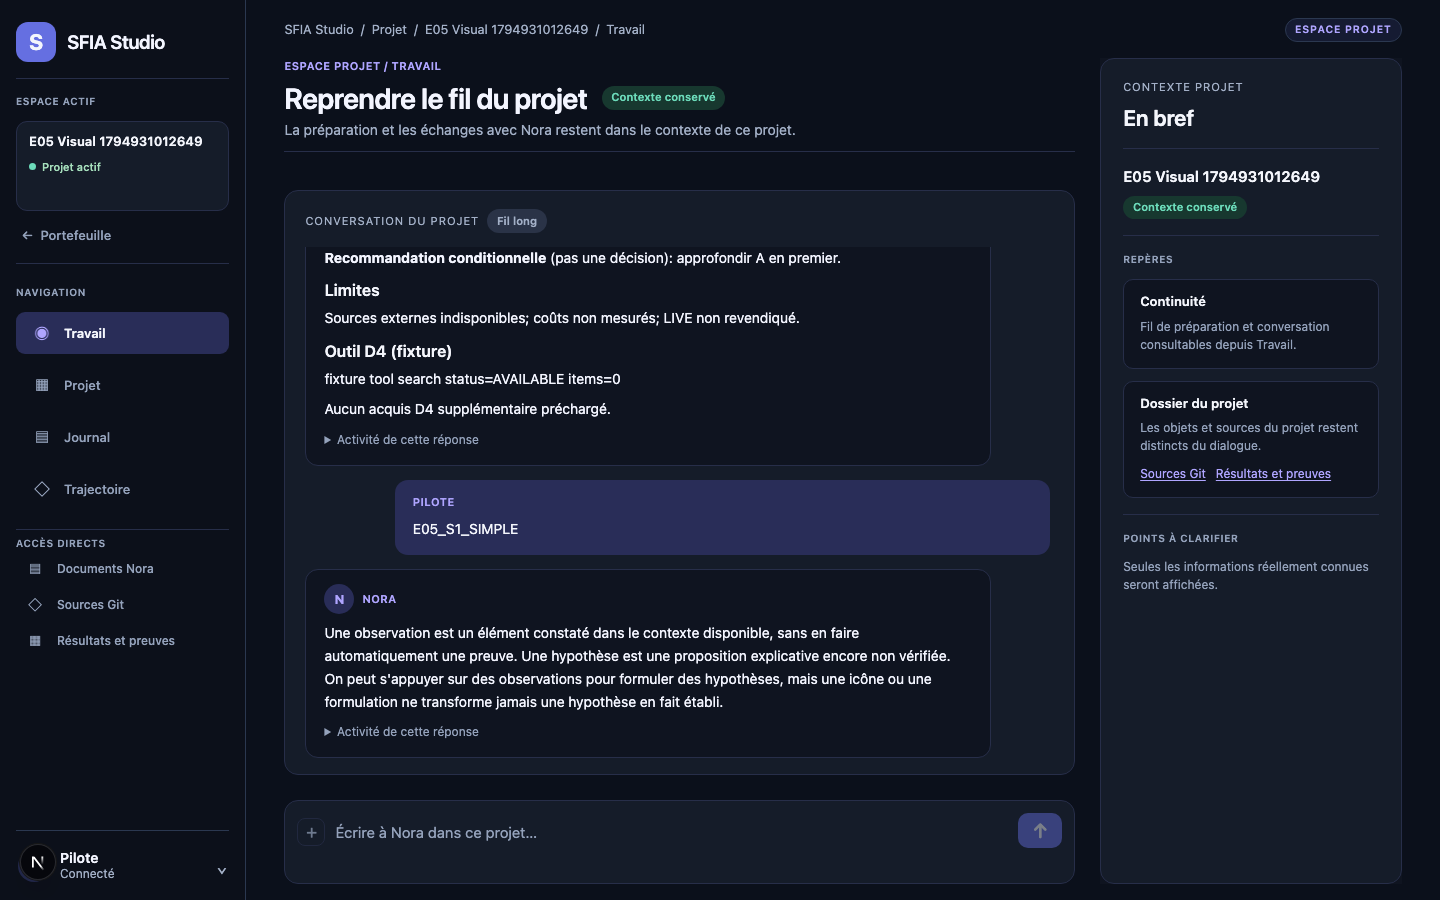 S
SFIA Studio
ESPACE ACTIF
E05 Visual 1794931012649
Projet actif
← Portefeuille
NAVIGATION
Travail
Projet
Journal
Trajectoire
ACCÈS DIRECTS
Documents Nora
Sources Git
Résultats et preuves
N
Pilote
Connecté
SFIA Studio / Projet / E05 Visual 1794931012649 / Travail
ESPACE PROJET
ESPACE PROJET / TRAVAIL
Reprendre le fil du projet
Contexte conservé
La préparation et les échanges avec Nora restent dans le contexte de ce projet.
CONVERSATION DU PROJET
Fil long
Recommandation conditionnelle (pas une décision): approfondir A en premier.
Limites
Sources externes indisponibles; coûts non mesurés; LIVE non revendiqué.
Outil D4 (fixture)
fixture tool search status=AVAILABLE items=0
Aucun acquis D4 supplémentaire préchargé.
Activité de cette réponse
PILOTE
E05_S1_SIMPLE
N
NORA
Une observation est un élément constaté dans le contexte disponible, sans en faire
automatiquement une preuve. Une hypothèse est une proposition explicative encore non vérifiée.
On peut s'appuyer sur des observations pour formuler des hypothèses, mais une icône ou une
formulation ne transforme jamais une hypothèse en fait établi.
Activité de cette réponse
+
Écrire à Nora dans ce projet...
CONTEXTE PROJET
En bref
E05 Visual 1794931012649
Contexte conservé
REPÈRES
Continuité
Fil de préparation et conversation
consultables depuis Travail.
Dossier du projet
Les objets et sources du projet restent
distincts du dialogue.
Sources Git Résultats et preuves
POINTS À CLARIFIER
Seules les informations réellement connues
seront affichées.